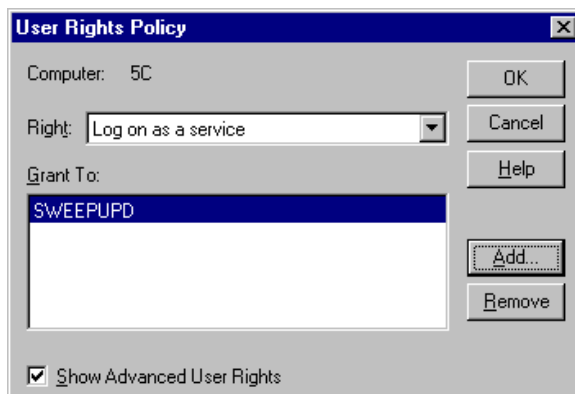 User Rights Policy
Computer: 5C
OK
Right: Log on as a service
Cancel
Grant To:
Help
SWEEPUPD
Add...
Remove
Show Advanced User Rights